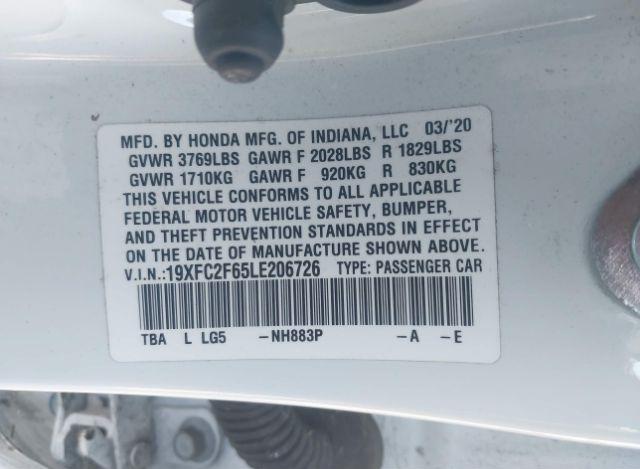 MFD. BY HONDA MFG. OF INDIANA, LLC 03/'20
GVWR 3769LBS GAWR F 2028LBS R 1829LBS
GVWR 1710KG GAWR F 920KG R 830KG
THIS VEHICLE CONFORMS TO ALL APPLICABLE
FEDERAL MOTOR VEHICLE SAFETY, BUMPER,
AND THEFT PREVENTION STANDARDS IN EFFECT
ON THE DATE OF MANUFACTURE SHOWN ABOVE.
V.I.N.:19XFC2F65LE206726 TYPE: PASSENGER CAR
TBA L LG5 -NH883P -A -E